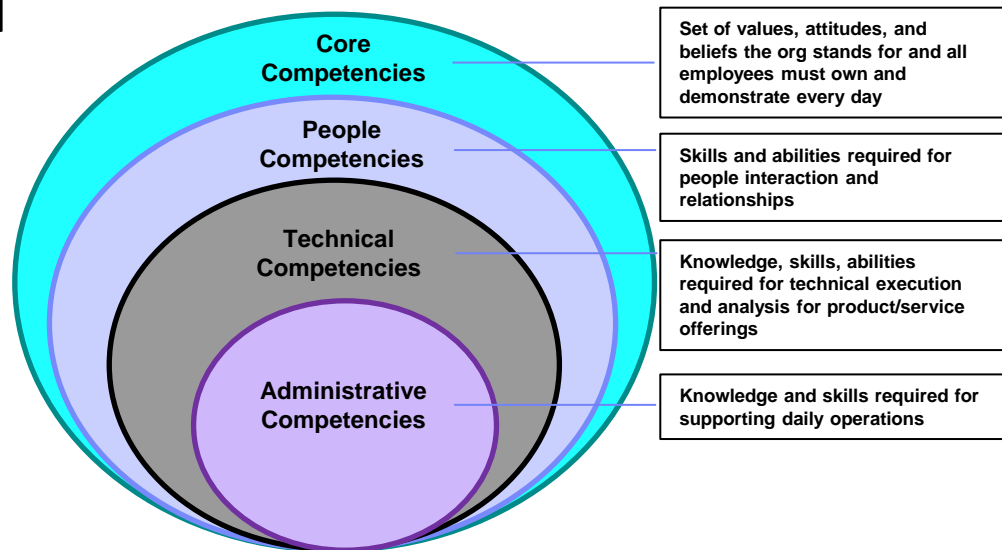 Core
Competencies
Set of values, attitudes, and
beliefs the org stands for and all
employees must own and
demonstrate every day
People
Competencies
Skills and abilities required for
people interaction and
relationships
Technical
Competencies
Knowledge, skills, abilities
required for technical execution
and analysis for product/service
offerings
Administrative
Competencies
Knowledge and skills required for
supporting daily operations